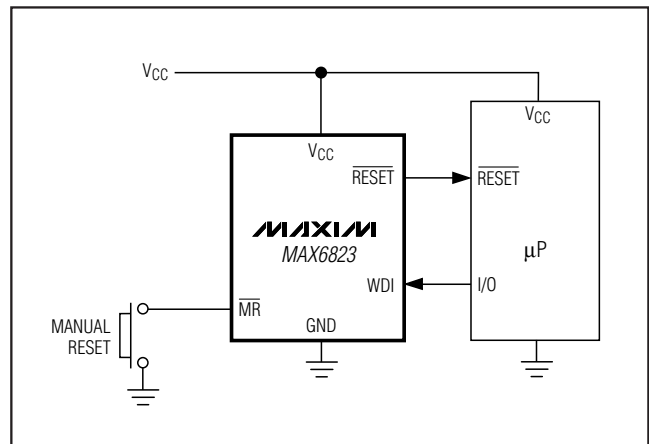 VCC
VCC
VCC
RESET
RESET
MAXIM
MAX6823
µP
WDI
I/O
MR
GND
MANUAL
RESET